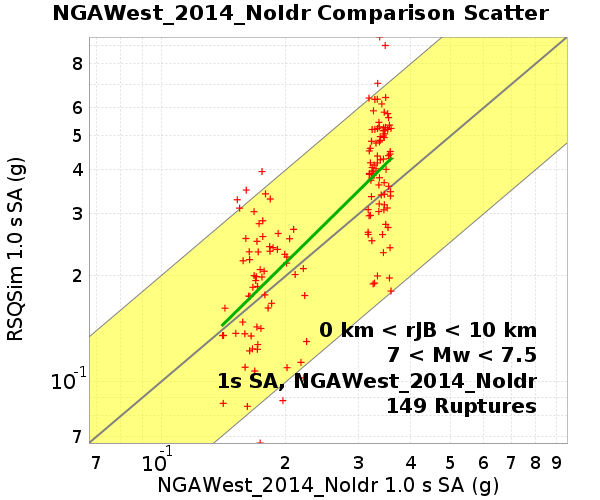 NGAWest_2014_NoIdr Comparison Scatter
8
6
5
4
3
2
10⁻¹
7
RSQSim 1.0 s SA (g)
0 km < rJB < 10 km
7 < Mw < 7.5
1s SA, NGAWest_2014_NoIdr
149 Ruptures
7 10⁻¹ 2 3 4 5 6 7 8 9
NGAWest_2014_NoIdr 1.0 s SA (g)